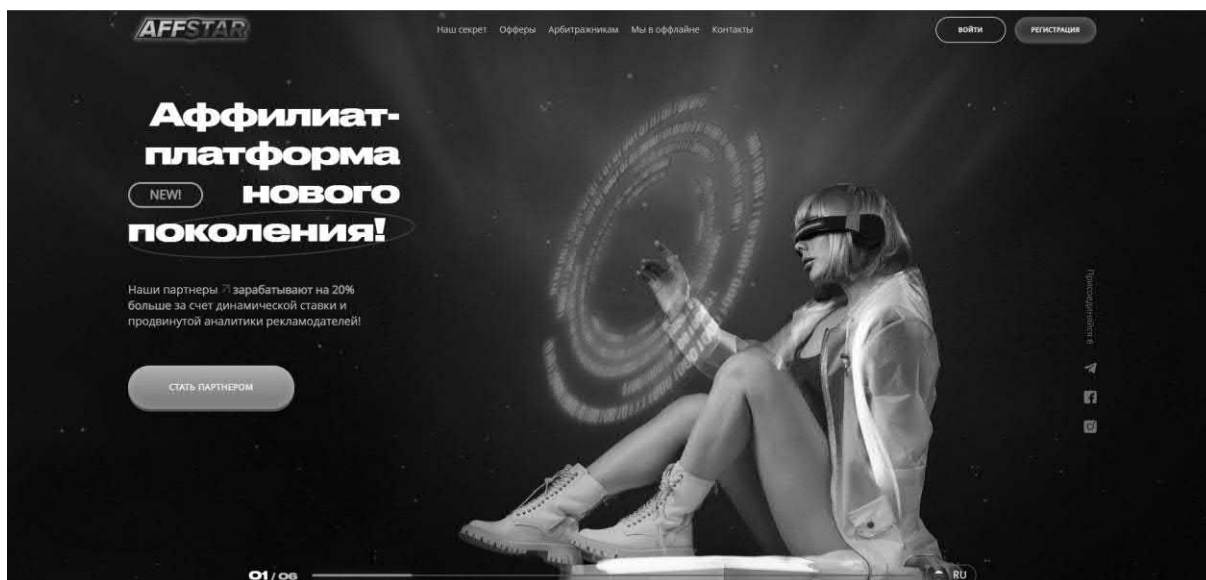 AFFSTAR
Наш секрет Офферы Арбитражникам Мы в оффлайне Контакты
ВОЙТИ
РЕГИСТРАЦИЯ
Аффилиат-
платформа
NEW! нового
поколения!
Наши партнеры зарабатывают на 20%
больше за счет динамической ставки и
продвинутой аналитики рекламодателей!
СТАТЬ ПАРТНЕРОМ
Присоединяйся в
01 / 06
RU